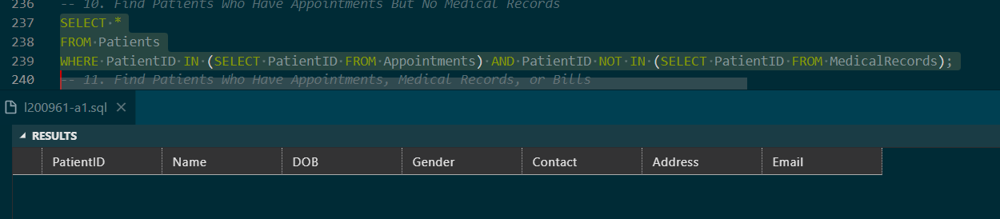 236 -- 10. Find Patients Who Have Appointments But No Medical Records
237 SELECT *
238 FROM Patients
239 WHERE PatientID IN (SELECT PatientID FROM Appointments) AND PatientID NOT IN (SELECT PatientID FROM MedicalRecords);
240 -- 11. Find Patients Who Have Appointments, Medical Records, or Bills
l200961-a1.sql
RESULTS
PatientID Name DOB Gender Contact Address Email